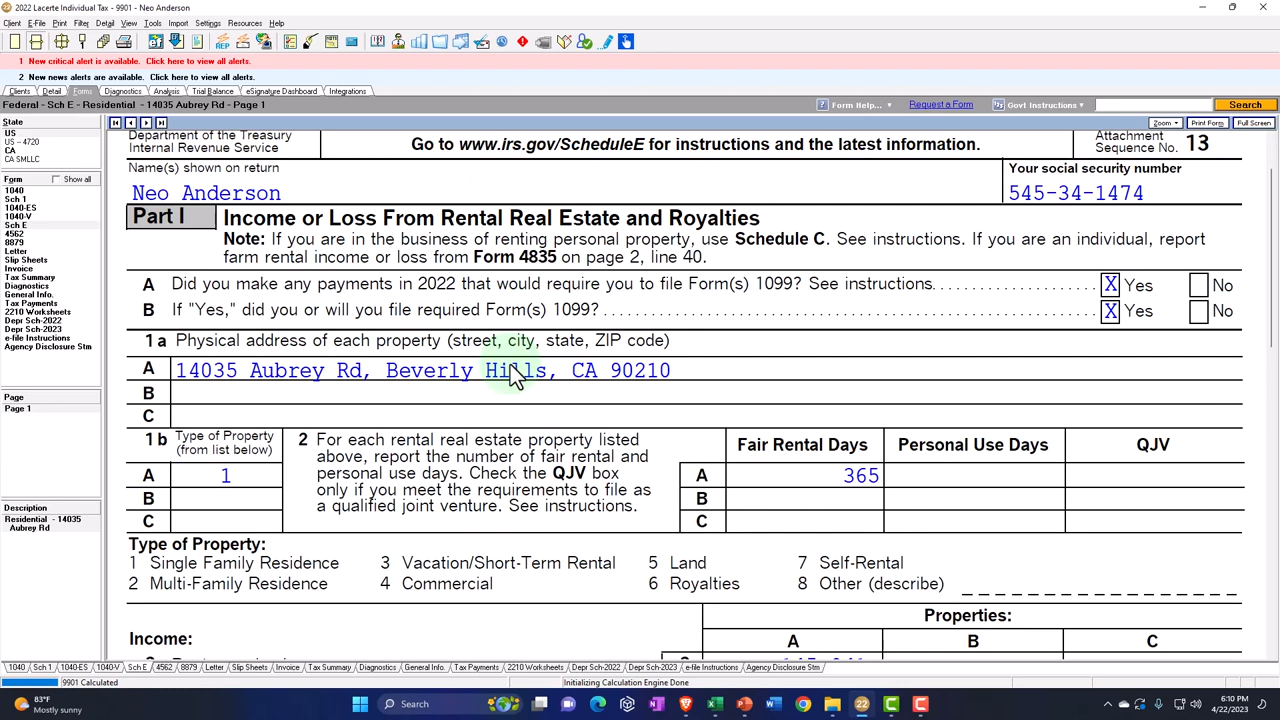 2022 Lacerte Individual Tax - 9901 - Neo Anderson
Client E-File Print Filter Detail View Tools Import Settings Resources Help
1 New critical alert is available. Click here to view all alerts.
2 New news alerts are available. Click here to view all alerts.
Clients Detail Forms Diagnostics Analysis Trial Balance eSignature Dashboard Integrations
Federal - Sch E - Residential - 14035 Aubrey Rd - Page 1
Form Help... Request a Form Govt Instructions Search
State
US
US - 4720
CA
CA SMLLC
Form Show all
1040
Sch 1
1040-ES
1040-V
Sch E
4562
8879
Letter
Slip Sheets
Invoice
Tax Summary
Diagnostics
General Info.
Tax Payments
2210 Worksheets
Depr Sch-2022
Depr Sch-2023
e-file Instructions
Agency Disclosure Stm
Page
Page 1
Description
Residential - 14035
Aubrey Rd
Zoom Print Form Full Screen
Department of the Treasury
Internal Revenue Service
Go to www.irs.gov/ScheduleE for instructions and the latest information.
Attachment
Sequence No. 13
Name(s) shown on return
Your social security number
Neo Anderson
545-34-1474
Part I Income or Loss From Rental Real Estate and Royalties
Note: If you are in the business of renting personal property, use Schedule C. See instructions. If you are an individual, report
farm rental income or loss from Form 4835 on page 2, line 40.
A Did you make any payments in 2022 that would require you to file Form(s) 1099? See instructions. X Yes No
B If "Yes," did you or will you file required Form(s) 1099? X Yes No
1a Physical address of each property (street, city, state, ZIP code)
A 14035 Aubrey Rd, Beverly Hills, CA 90210
B
C
1b Type of Property
(from list below)
A 1
B
C
2 For each rental real estate property listed
above, report the number of fair rental and
personal use days. Check the QJV box
only if you meet the requirements to file as
a qualified joint venture. See instructions.
Fair Rental Days Personal Use Days QJV
A 365
B
C
Type of Property:
1 Single Family Residence 3 Vacation/Short-Term Rental 5 Land 7 Self-Rental
2 Multi-Family Residence 4 Commercial 6 Royalties 8 Other (describe)
Properties:
Income: A B C
1040 Sch 1 1040-ES 1040-V Sch E 4562 8879 Letter Slip Sheets Invoice Tax Summary Diagnostics General Info. Tax Payments 2210 Worksheets Depr Sch-2022 Depr Sch-2023 e-file Instructions Agency Disclosure Stm
9901 Calculated
Initializing Calculation Engine Done
83°F
Mostly sunny
Search
6:10 PM
4/22/2023